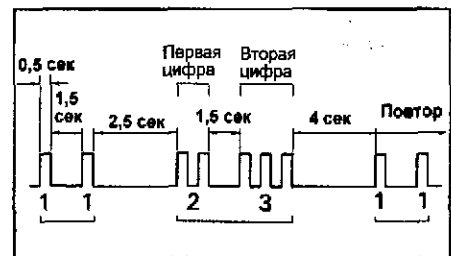 Первая Вторая
цифра цифра
0,5 сек
1,5
сек
2,5 сек
1,5 сек
4 сек
Повтор
1 1 2 3 1 1